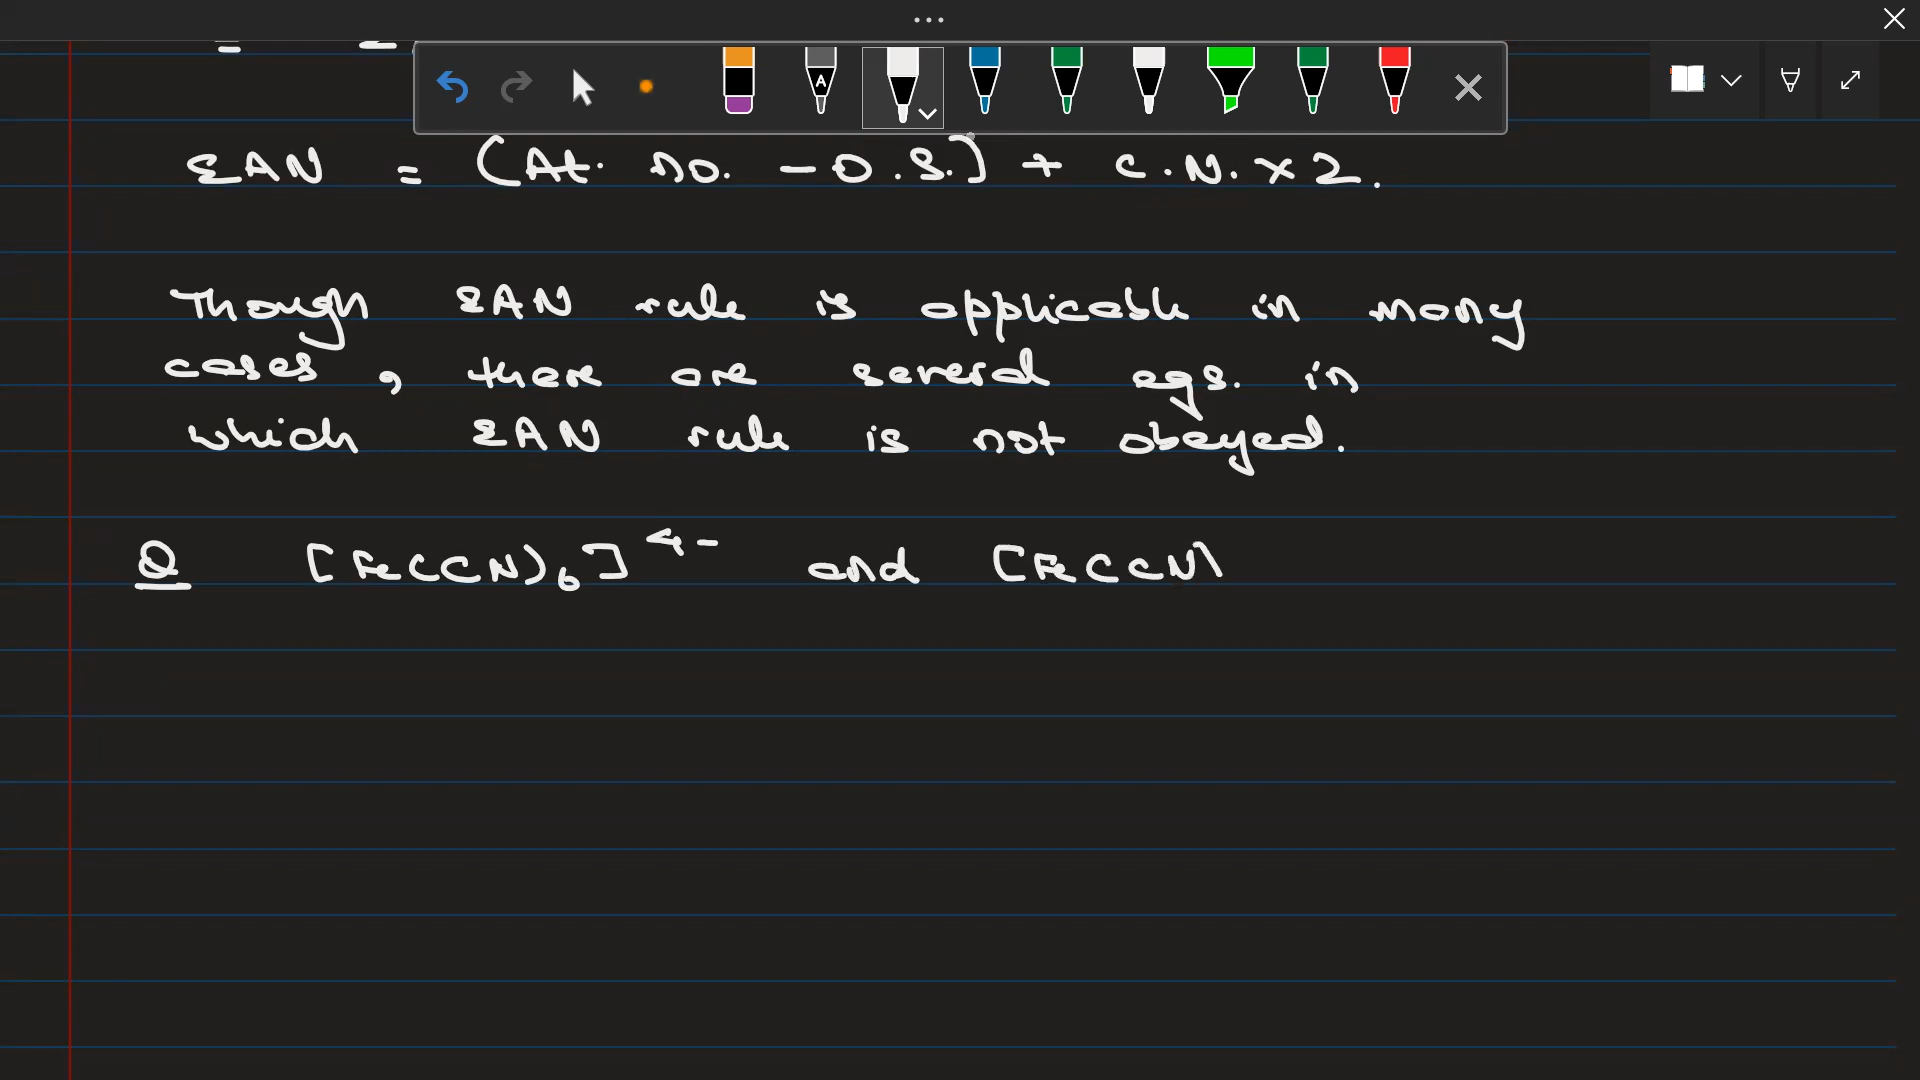 EAN = (At. no. - O.S.) + C.N. × 2.
Though EAN rule is applicable in many
cases, there are several egs. in
which EAN rule is not obeyed.
Q [Fe(CN)6]4- and [Fe(CN)